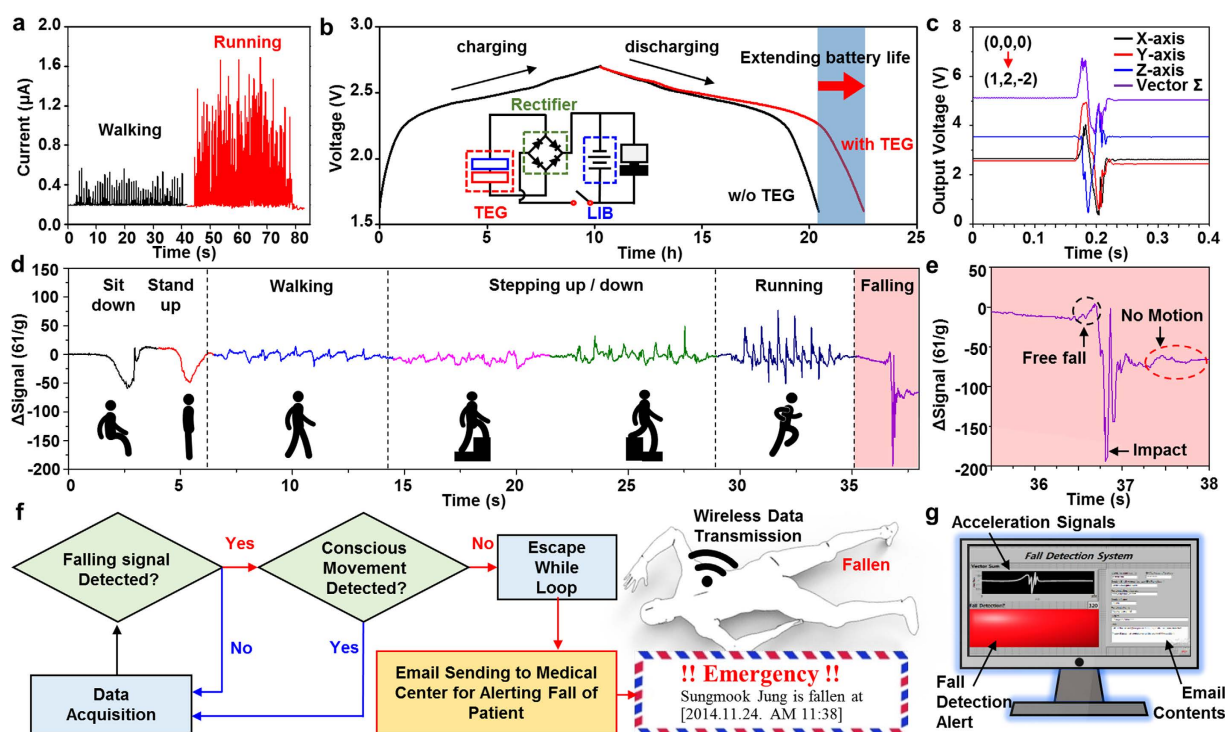 a
2.0
1.6
1.2
0.8
0.4
0.0
Current (µA)
Running
Walking
0 10 20 30 40 50 60 70 80
Time (s)
b
3.0
2.5
2.0
1.5
Voltage (V)
charging
discharging
Extending battery life
Rectifier
TEG
LIB
with TEG
w/o TEG
0 5 10 15 20 25
Time (h)
c
8
6
4
2
0
Output Voltage (V)
(0,0,0)
(1,2,-2)
X-axis
Y-axis
Z-axis
Vector Σ
0 0.1 0.2 0.3 0.4
Time (s)
d
150
100
50
0
-50
-100
-150
-200
ΔSignal (61/g)
Sit
down
Stand
up
Walking
Stepping up / down
Running
Falling
0 5 10 15 20 25 30 35
Time (s)
e
50
0
-50
-100
-150
-200
ΔSignal (61/g)
No Motion
Free fall
Impact
36 37 38
Time (s)
f
Falling signal
Detected?
Yes
No
Conscious
Movement
Detected?
No
Yes
Escape
While
Loop
Data
Acquisition
Email Sending to Medical
Center for Alerting Fall of
Patient
Wireless Data
Transmission
Fallen
!! Emergency !!
Sungmook Jung is fallen at
[2014.11.24. AM 11:38]
g
Acceleration Signals
Fall Detection System
Vector Sum
Fall Detection?
320
Fall
Detection
Alert
Email
Contents